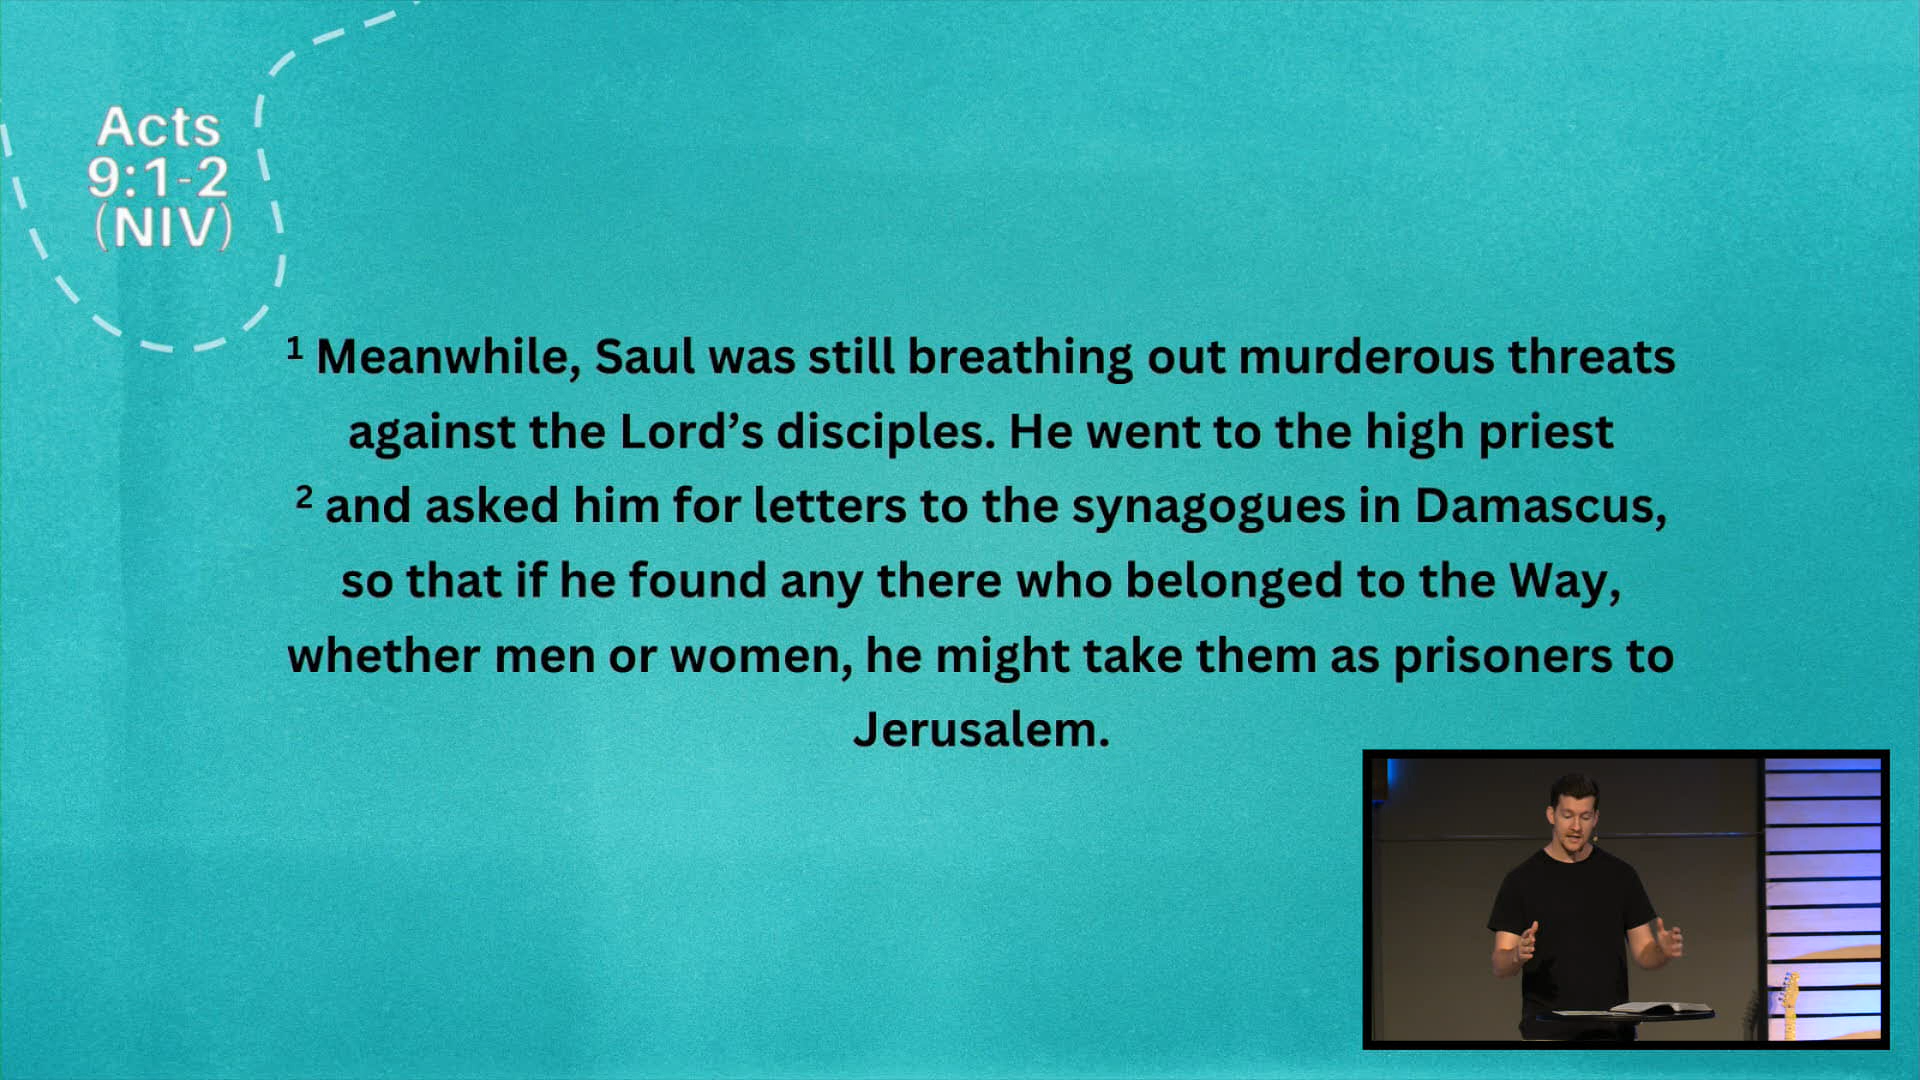 Acts
9:1-2
(NIV)
¹ Meanwhile, Saul was still breathing out murderous threats
against the Lord’s disciples. He went to the high priest
² and asked him for letters to the synagogues in Damascus,
so that if he found any there who belonged to the Way,
whether men or women, he might take them as prisoners to
Jerusalem.